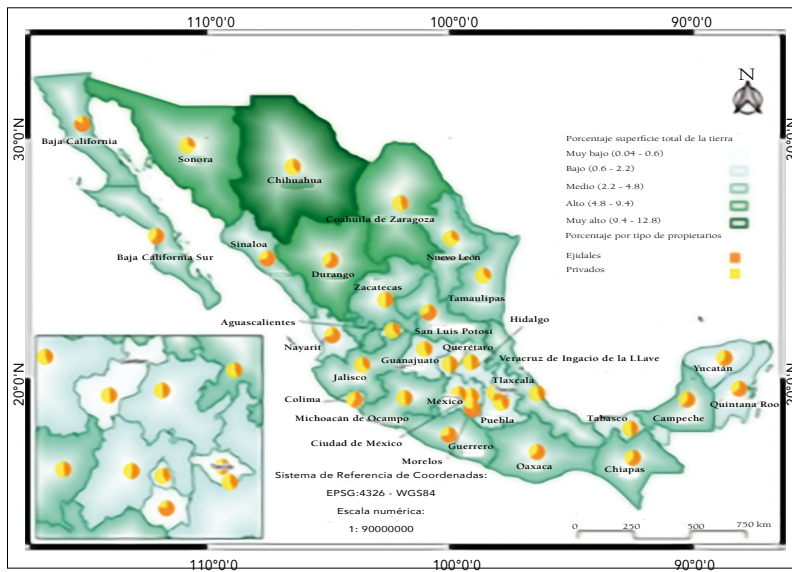 110°0'0
100°0'0
90°0'0
30°0'N
30°0'N
N
Baja California
Sonora
Chihuahua
Coahuila de Zaragoza
Baja California Sur
Sinaloa
Durango
Nuevo León
Zacatecas
Tamaulipas
Porcentaje superficie total de la tierra
Muy bajo (0.04 - 0.6)
Bajo (0.6 - 2.2)
Medio (2.2 - 4.8)
Alto (4.8 - 9.4)
Muy alto (9.4 - 12.8)
Porcentaje por tipo de propietarios
Ejidales
Privados
Aguascalientes
San Luis Potosí
Hidalgo
Nayarit
Guanajuato
Querétaro
Veracruz de Ingacio de la LLave
Yucatán
20°0'N
20°0'N
Jalisco
Tlaxcala
Colima
México
Quintana Roo
Michoacán de Ocampo
Puebla
Tabasco
Campeche
Ciudad de México
Guerrero
Morelos
Oaxaca
Chiapas
Sistema de Referencia de Coordenadas:
EPSG:4326 - WGS84
Escala numérica:
1: 90000000
0 250 500 750 km
110°0'0
100°0'0
90°0'0